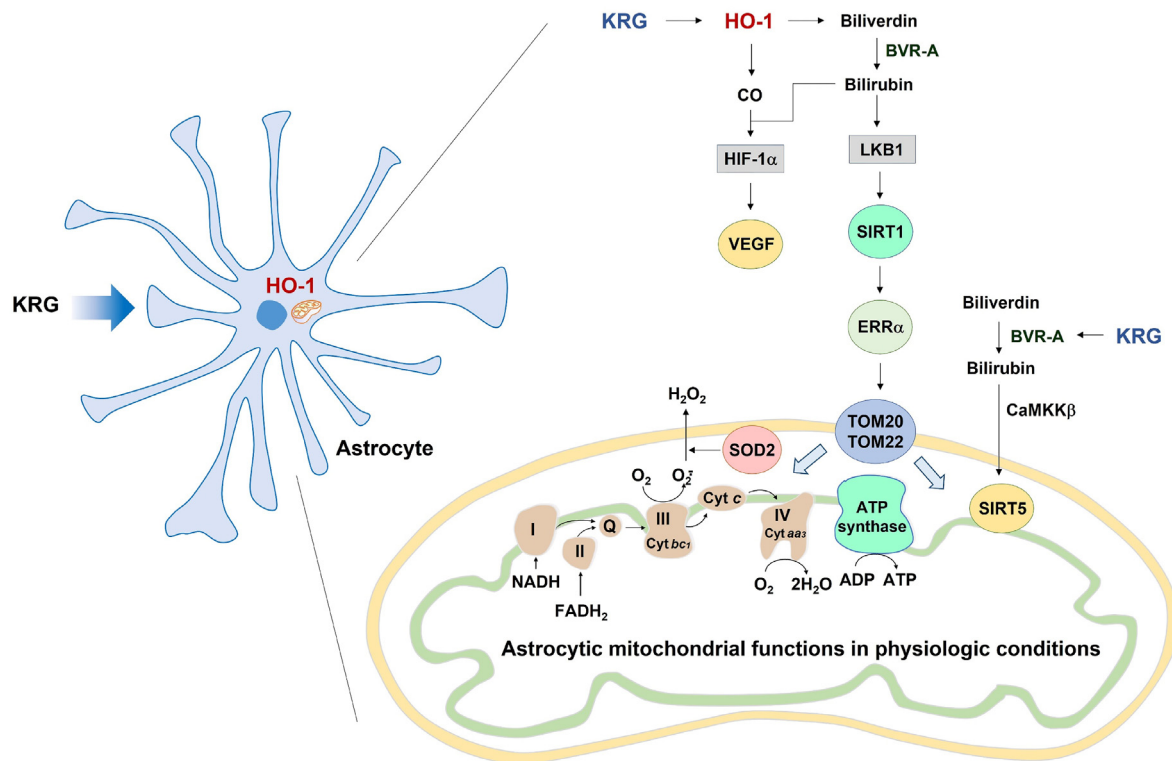 KRG
HO-1
Biliverdin
BVR-A
CO
Bilirubin
HIF-1α
LKB1
VEGF
SIRT1
HO-1
KRG
ERRα
Biliverdin
BVR-A
KRG
Bilirubin
CaMKKβ
Astrocyte
H₂O₂
TOM20
TOM22
SOD2
O₂
O₂⁻
Cyt c
SIRT5
I
Q
III
Cyt bc₁
IV
Cyt aa₃
ATP
synthase
II
NADH
FADH₂
O₂
2H₂O
ADP
ATP
Astrocytic mitochondrial functions in physiologic conditions